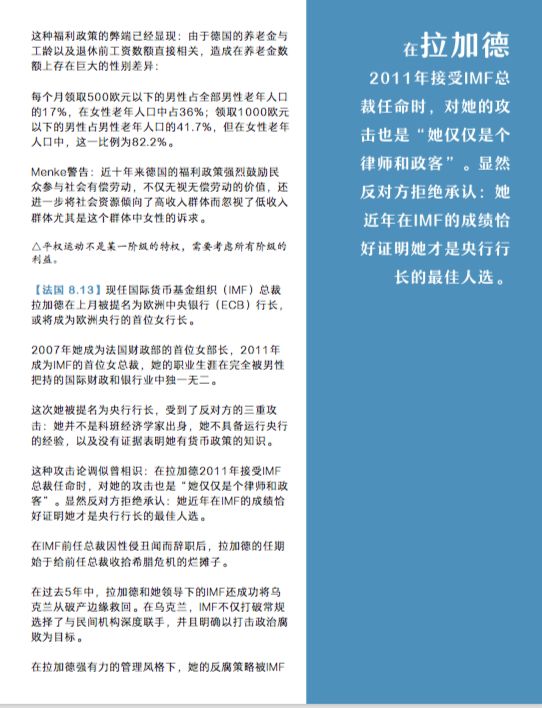 这种福利政策的弊端已经显现：由于德国的养老金与
工龄以及退休前工资数额直接相关，造成在养老金数
额上存在巨大的性别差异：
每个月领取500欧元以下的男性占全部男性老年人口
的17%，在女性老年人口中占36%；领取1000欧元
以下的男性占男性老年人口的41.7%，但在女性老年
人口中，这一比例为82.2%。
Menke警告：近十年来德国的福利政策强烈鼓励民
众参与社会有偿劳动，不仅无视无偿劳动的价值，还
进一步将社会资源倾向了高收入群体而忽视了低收入
群体尤其是这个群体中女性的诉求。
△平权运动不是某一阶级的特权，需要考虑所有阶级的
利益。
【法国 8.13】现任国际货币基金组织（IMF）总裁
拉加德在上月被提名为欧洲中央银行（ECB）行长，
或将成为欧洲央行的首位女行长。
2007年她成为法国财政部的首位女部长，2011年
成为IMF的首位女总裁，她的职业生涯在完全被男性
把持的国际财政和银行业中独一无二。
这次她被提名为央行行长，受到了反对方的三重攻
击：她并不是科班经济学家出身，她不具备运行央行
的经验，以及没有证据表明她有货币政策的知识。
这种攻击论调似曾相识：在拉加德2011年接受IMF
总裁任命时，对她的攻击也是“她仅仅是个律师和政
客”。显然反对方拒绝承认：她近年在IMF的成绩恰
好证明她才是央行行长的最佳人选。
在IMF前任总裁因性侵丑闻而辞职后，拉加德的任期
始于给前任总裁收拾希腊危机的烂摊子。
在过去5年中，拉加德和她领导下的IMF还成功将乌
克兰从破产边缘救回。在乌克兰，IMF不仅打破常规
选择了与民间机构深度联手，并且明确以打击政治腐
败为目标。
在拉加德强有力的管理风格下，她的反腐策略被IMF
在拉加德
2011年接受IMF总
裁任命时，对她的攻
击也是“她仅仅是个
律师和政客”。显然
反对方拒绝承认：她
近年在IMF的成绩恰
好证明她才是央行行
长的最佳人选。